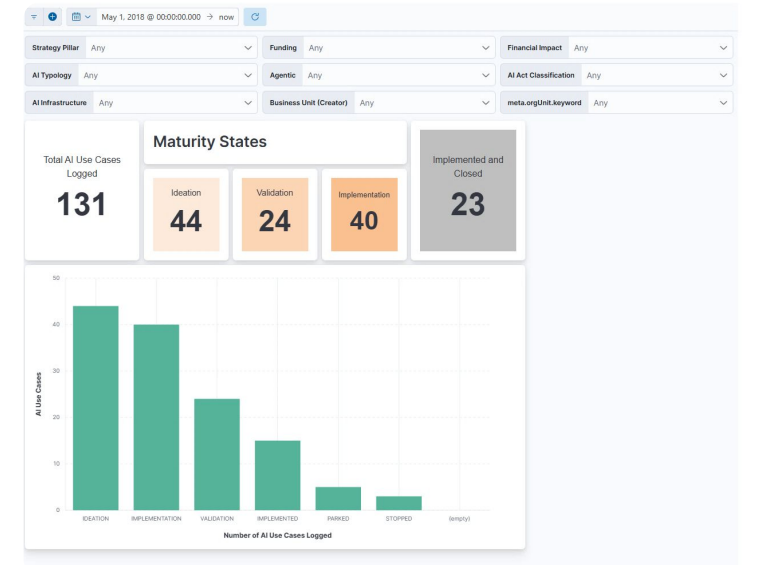 May 1, 2018 @ 00:00:00.000 → now
Strategy Pillar Any
Funding Any
Financial Impact Any
AI Typology Any
Agentic Any
AI Act Classification Any
AI Infrastructure Any
Business Unit (Creator) Any
meta.orgUnit.keyword Any
Total AI Use Cases
Logged
131
Maturity States
Ideation
44
Validation
24
Implementation
40
Implemented and
Closed
23
AI Use Cases
50
40
30
20
10
0
IDEATION IMPLEMENTATION VALIDATION IMPLEMENTED PARKED STOPPED (empty)
Number of AI Use Cases Logged